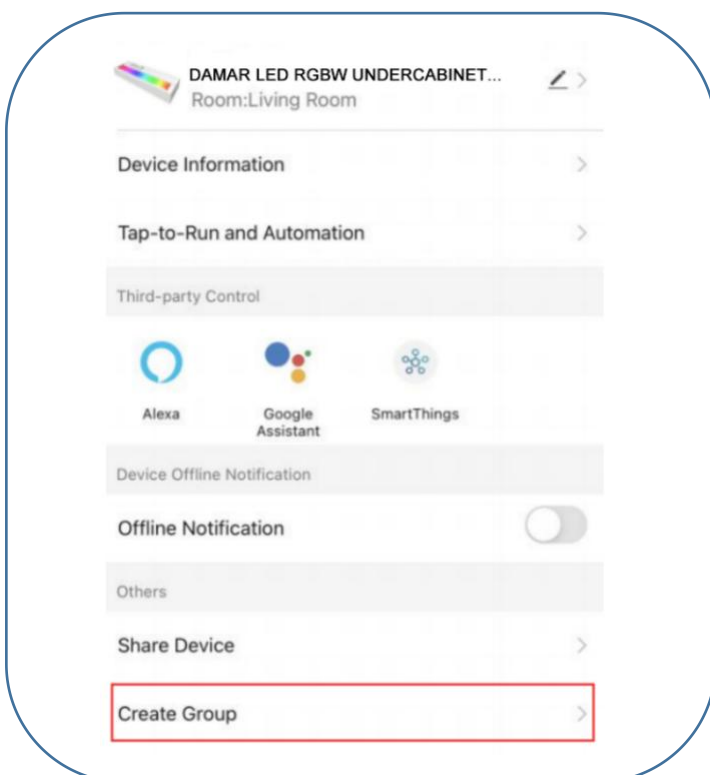 DAMAR LED RGBW UNDERCABINET...
Room:Living Room
Device Information
Tap-to-Run and Automation
Third-party Control
Alexa
Google
Assistant
SmartThings
Device Offline Notification
Offline Notification
Others
Share Device
Create Group